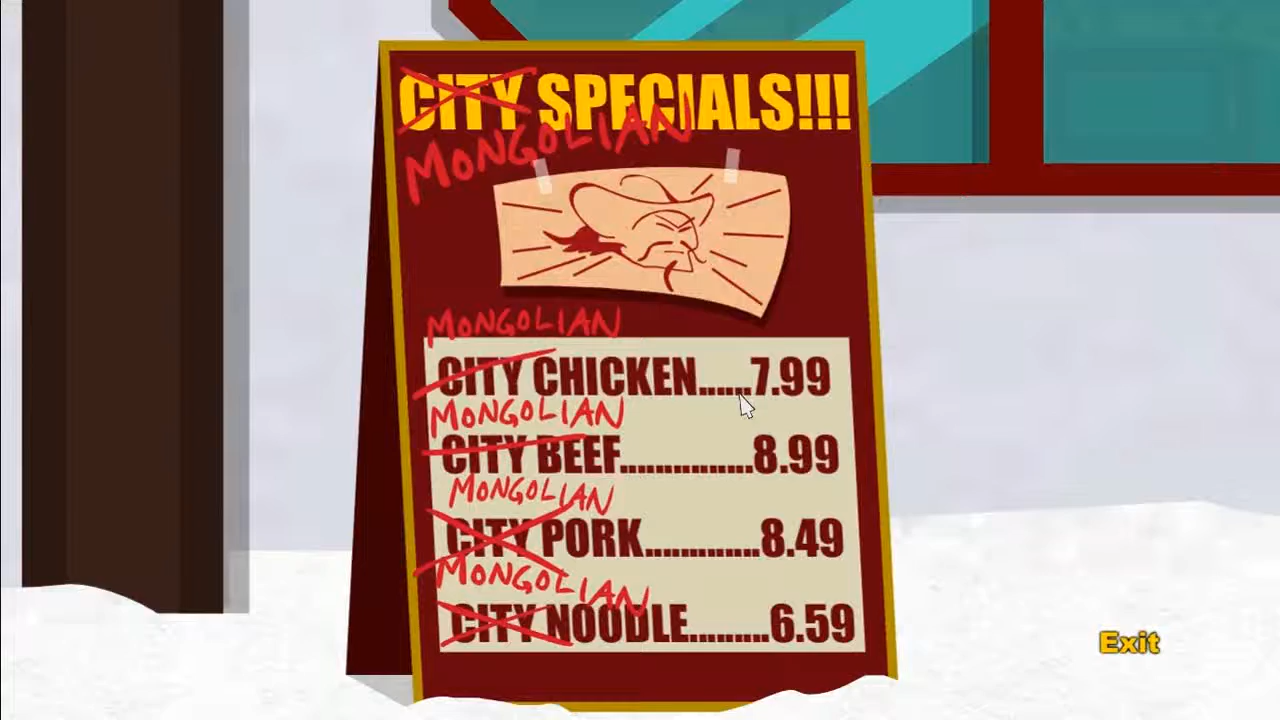 CITY SPECIALS!!!
MONGOLIAN
MONGOLIAN
CITY CHICKEN......7.99
MONGOLIAN
CITY BEEF...............8.99
MONGOLIAN
CITY PORK.............8.49
MONGOLIAN
CITY NOODLE.........6.59
Exit